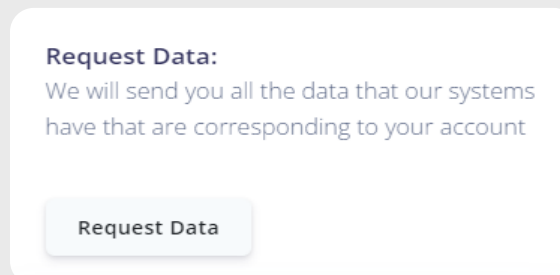 Request Data:
We will send you all the data that our systems
have that are corresponding to your account
Request Data